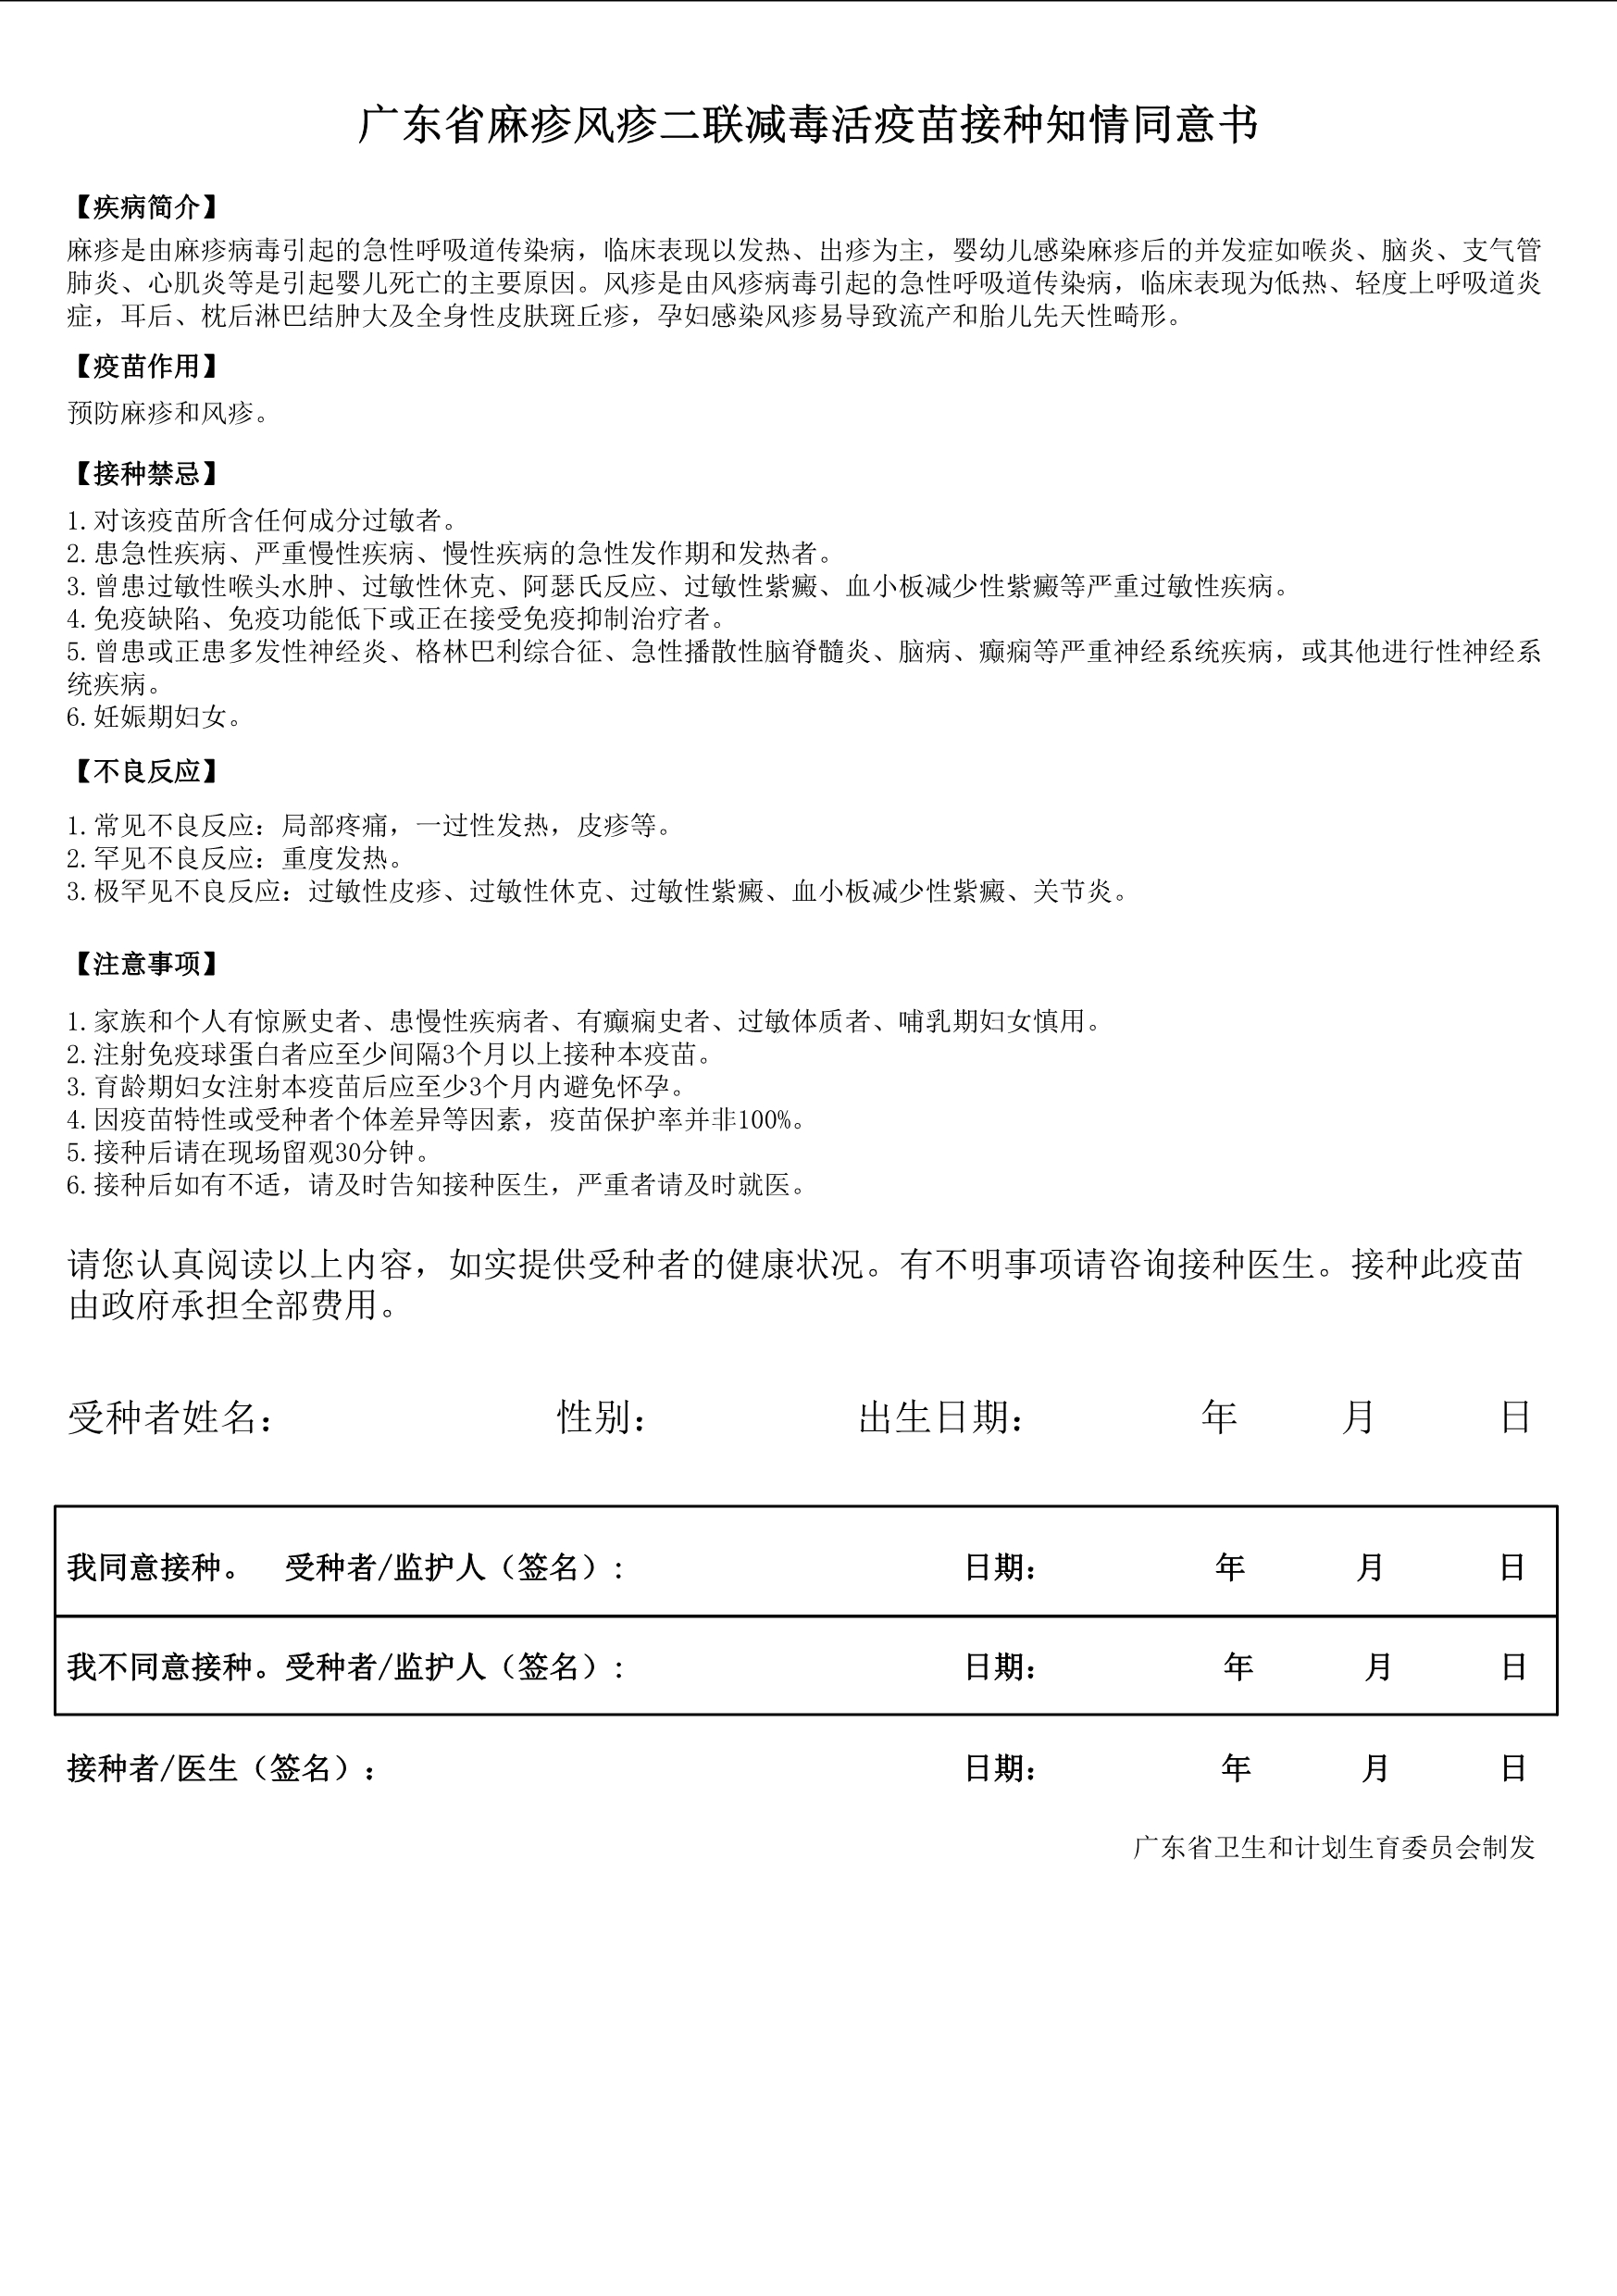 广东省麻疹风疹二联减毒活疫苗接种知情同意书
【疾病简介】
麻疹是由麻疹病毒引起的急性呼吸道传染病，临床表现以发热、出疹为主，婴幼儿感染麻疹后的并发症如喉炎、脑炎、支气管
肺炎、心肌炎等是引起婴儿死亡的主要原因。风疹是由风疹病毒引起的急性呼吸道传染病，临床表现为低热、轻度上呼吸道炎
症，耳后、枕后淋巴结肿大及全身性皮肤斑丘疹，孕妇感染风疹易导致流产和胎儿先天性畸形。
【疫苗作用】
预防麻疹和风疹。
【接种禁忌】
1.对该疫苗所含任何成分过敏者。
2.患急性疾病、严重慢性疾病、慢性疾病的急性发作期和发热者。
3.曾患过敏性喉头水肿、过敏性休克、阿瑟氏反应、过敏性紫癜、血小板减少性紫癜等严重过敏性疾病。
4.免疫缺陷、免疫功能低下或正在接受免疫抑制治疗者。
5.曾患或正患多发性神经炎、格林巴利综合征、急性播散性脑脊髓炎、脑病、癫痫等严重神经系统疾病，或其他进行性神经系
统疾病。
6.妊娠期妇女。
【不良反应】
1.常见不良反应：局部疼痛，一过性发热，皮疹等。
2.罕见不良反应：重度发热。
3.极罕见不良反应：过敏性皮疹、过敏性休克、过敏性紫癜、血小板减少性紫癜、关节炎。
【注意事项】
1.家族和个人有惊厥史者、患慢性疾病者、有癫痫史者、过敏体质者、哺乳期妇女慎用。
2.注射免疫球蛋白者应至少间隔3个月以上接种本疫苗。
3.育龄期妇女注射本疫苗后应至少3个月内避免怀孕。
4.因疫苗特性或受种者个体差异等因素，疫苗保护率并非100%。
5.接种后请在现场留观30分钟。
6.接种后如有不适，请及时告知接种医生，严重者请及时就医。
请您认真阅读以上内容，如实提供受种者的健康状况。有不明事项请咨询接种医生。接种此疫苗
由政府承担全部费用。
受种者姓名： 性别： 出生日期： 年 月 日
我同意接种。 受种者/监护人（签名）: 日期： 年 月 日
我不同意接种。受种者/监护人（签名）: 日期： 年 月 日
接种者/医生（签名）： 日期： 年 月 日
广东省卫生和计划生育委员会制发